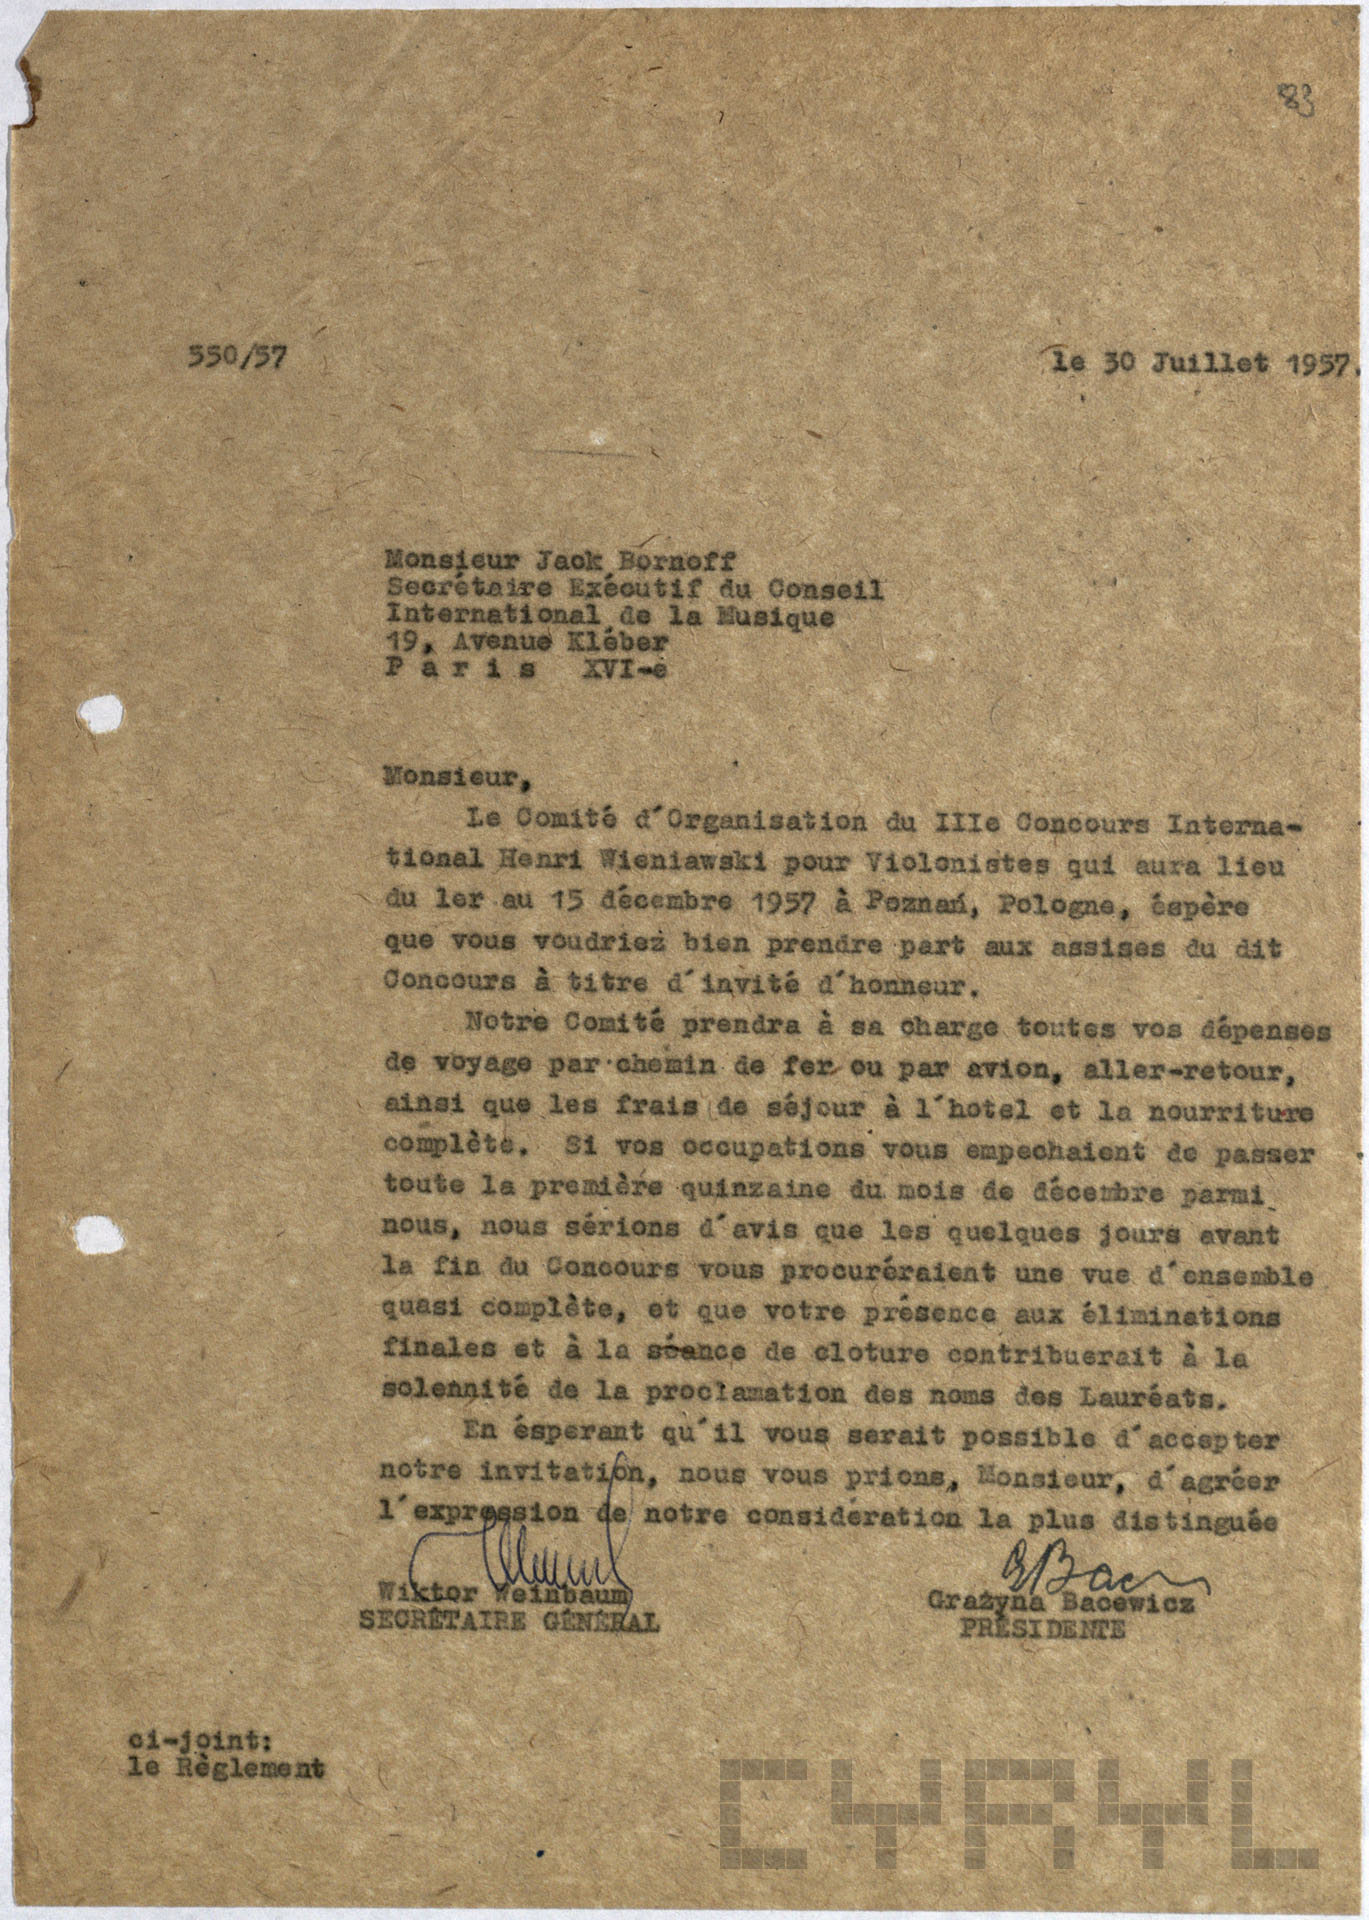 83
550/57
le 30 Juillet 1957.
Monsieur Jack Bornoff
Secrétaire Exécutif du Conseil
International de la Musique
19, Avenue Kléber
P a r i s   XVI-e
Monsieur,
Le Comité d´Organisation du IIIe Concours Interna-
tional Henri Wieniawski pour Violonistes qui aura lieu
du 1er au 15 décembre 1957 à Poznań, Pologne, éspère
que vous voudriez bien prendre part aux assises du dit
Concours à titre d´invité d´honneur.
Notre Comité prendra à sa charge toutes vos dépenses
de voyage par chemin de fer ou par avion, aller-retour,
ainsi que les frais de séjour à l´hotel et la nourriture
complète. Si vos occupations vous empechaient de passer
toute la première quinzaine du mois de décembre parmi
nous, nous sérions d´avis que les quelques jours avant
la fin du Concours vous procuréraient une vue d´ensemble
quasi complète, et que votre présence aux éliminations
finales et à la séance de cloture contribuerait à la
solennité de la proclamation des noms des Lauréats.
En ésperant qu´il vous serait possible d´accepter
notre invitation, nous vous prions, Monsieur, d´agréer
l´expression de notre considération la plus distinguée
GBac
Wiktor Weinbaum
SECRÉTAIRE GÉNÉRAL
Grażyna Bacewicz
PRÉSIDENTE
ci-joint:
le Règlement
CYRYL